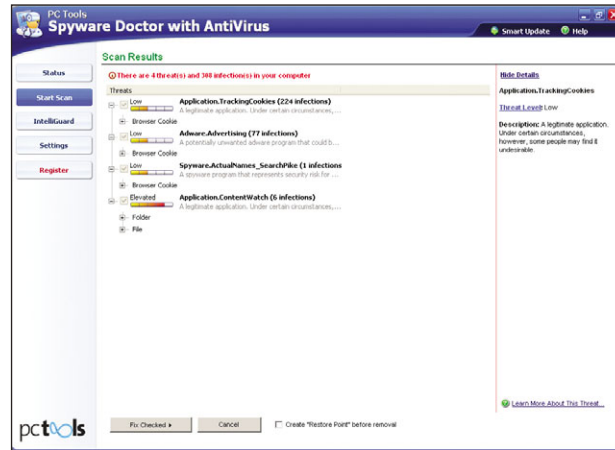 PC Tools
Spyware Doctor with AntiVirus
Smart Update Help
Scan Results
Status
Start Scan
IntelliGuard
Settings
Register
There are 4 threat(s) and 308 infection(s) in your computer
Threats
Low Application.TrackingCookies (224 infections)
A legitimate application. Under certain circumstances,...
Browser Cookie
Low Adware.Advertising (77 infections)
A potentially unwanted adware program that could b...
Browser Cookie
Low Spyware.ActualNames_SearchPike (1 infections
A spyware program that represents security risk for ...
Browser Cookie
Elevated Application.ContentWatch (6 infections)
A legitimate application. Under certain circumstances,...
Folder
File
Hide Details
Application.TrackingCookies
Threat Level: Low
Description: A legitimate application.
Under certain circumstances,
however, some people may find it
undesirable.
Learn More About This Threat...
pctools
Fix Checked
Cancel
Create "Restore Point" before removal